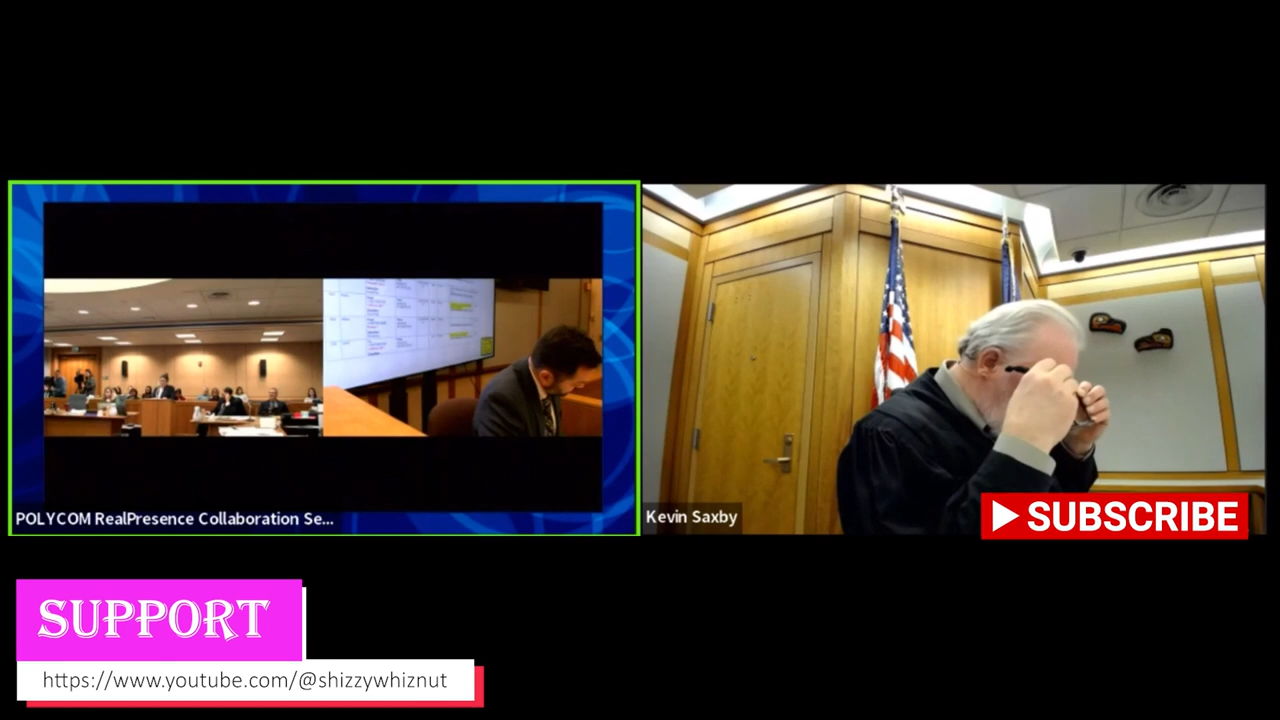 POLYCOM RealPresence Collaboration Se...
Kevin Saxby
SUBSCRIBE
SUPPORT
https://www.youtube.com/@shizzywhiznut